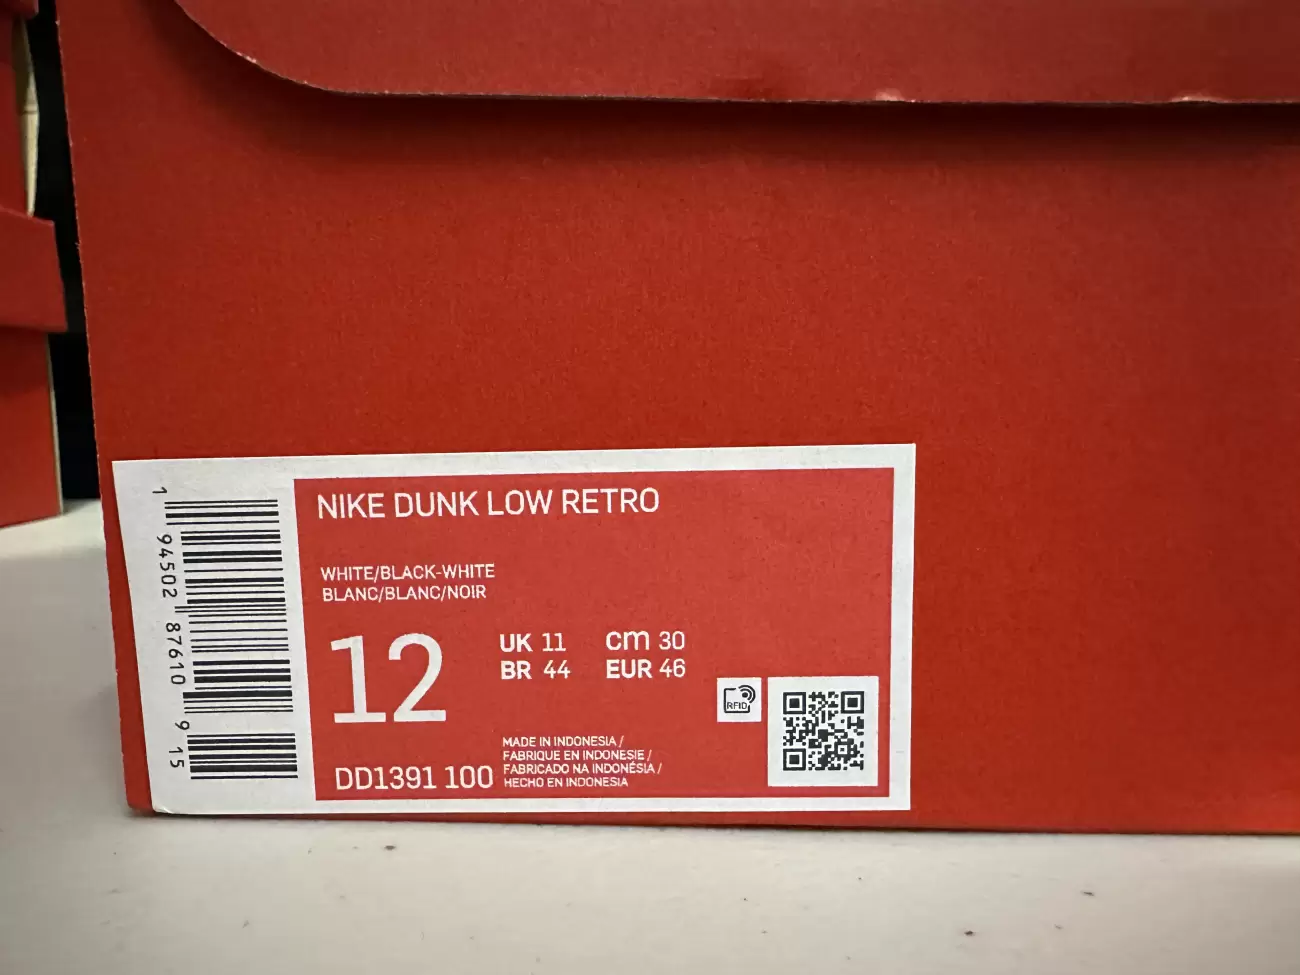 NIKE DUNK LOW RETRO
WHITE/BLACK-WHITE
BLANC/BLANC/NOIR
12
UK 11 cm 30
BR 44 EUR 46
RFID
MADE IN INDONESIA /
FABRIQUE EN INDONESIE /
FABRICADO NA INDONÉSIA /
HECHO EN INDONESIA
DD1391 100
1 94502 87610 9 15